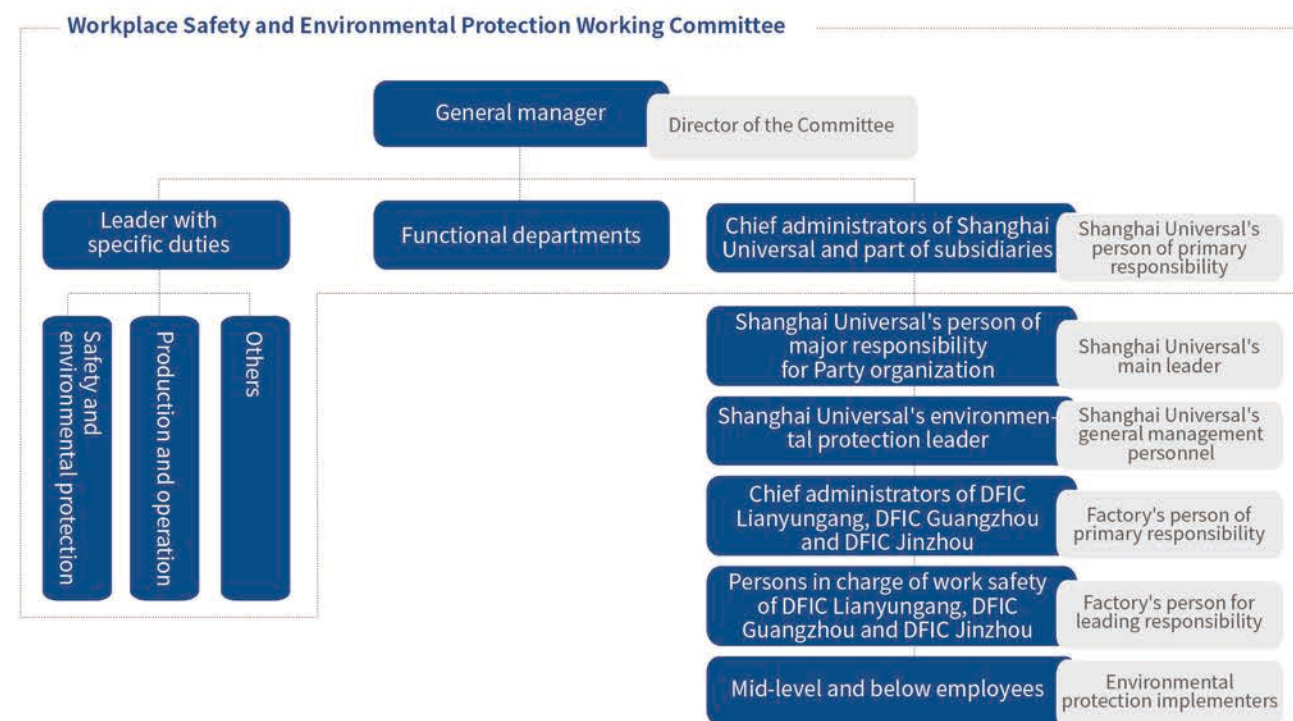 Workplace Safety and Environmental Protection Working Committee
General manager
Director of the Committee
Leader with
specific duties
Functional departments
Chief administrators of Shanghai
Universal and part of subsidiaries
Shanghai Universal's
person of primary
responsibility
Safety and
environmental protection
Production and operation
Others
Shanghai Universal's person of
major responsibility
for Party organization
Shanghai Universal's
main leader
Shanghai Universal's environmen-
tal protection leader
Shanghai Universal's
general management
personnel
Chief administrators of DFIC
Lianyungang, DFIC Guangzhou
and DFIC Jinzhou
Factory's person of
primary responsibility
Persons in charge of work safety
of DFIC Lianyungang, DFIC
Guangzhou and DFIC Jinzhou
Factory's person for
leading responsibility
Mid-level and below employees
Environmental
protection implementers